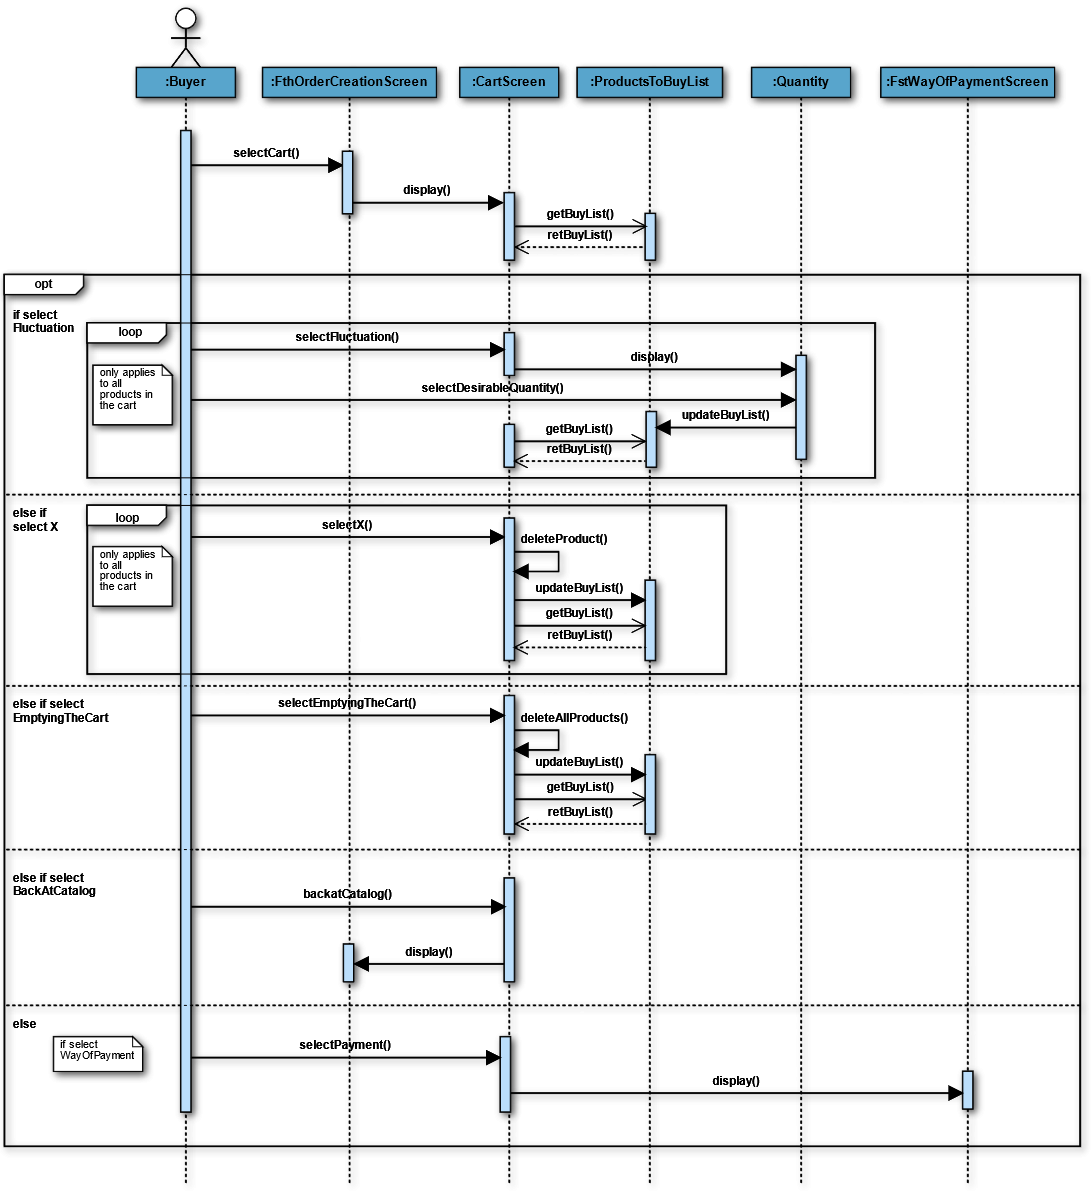 :Buyer
:FthOrderCreationScreen
:CartScreen
:ProductsToBuyList
:Quantity
:FstWayOfPaymentScreen
selectCart()
display()
getBuyList()
retBuyList()
opt
if select
Fluctuation
loop
only applies
to all
products in
the cart
selectFluctuation()
display()
selectDesirableQuantity()
updateBuyList()
getBuyList()
retBuyList()
else if
select X
loop
only applies
to all
products in
the cart
selectX()
deleteProduct()
updateBuyList()
getBuyList()
retBuyList()
else if select
EmptyingTheCart
selectEmptyingTheCart()
deleteAllProducts()
updateBuyList()
getBuyList()
retBuyList()
else if select
BackAtCatalog
backatCatalog()
display()
else
if select
WayOfPayment
selectPayment()
display()